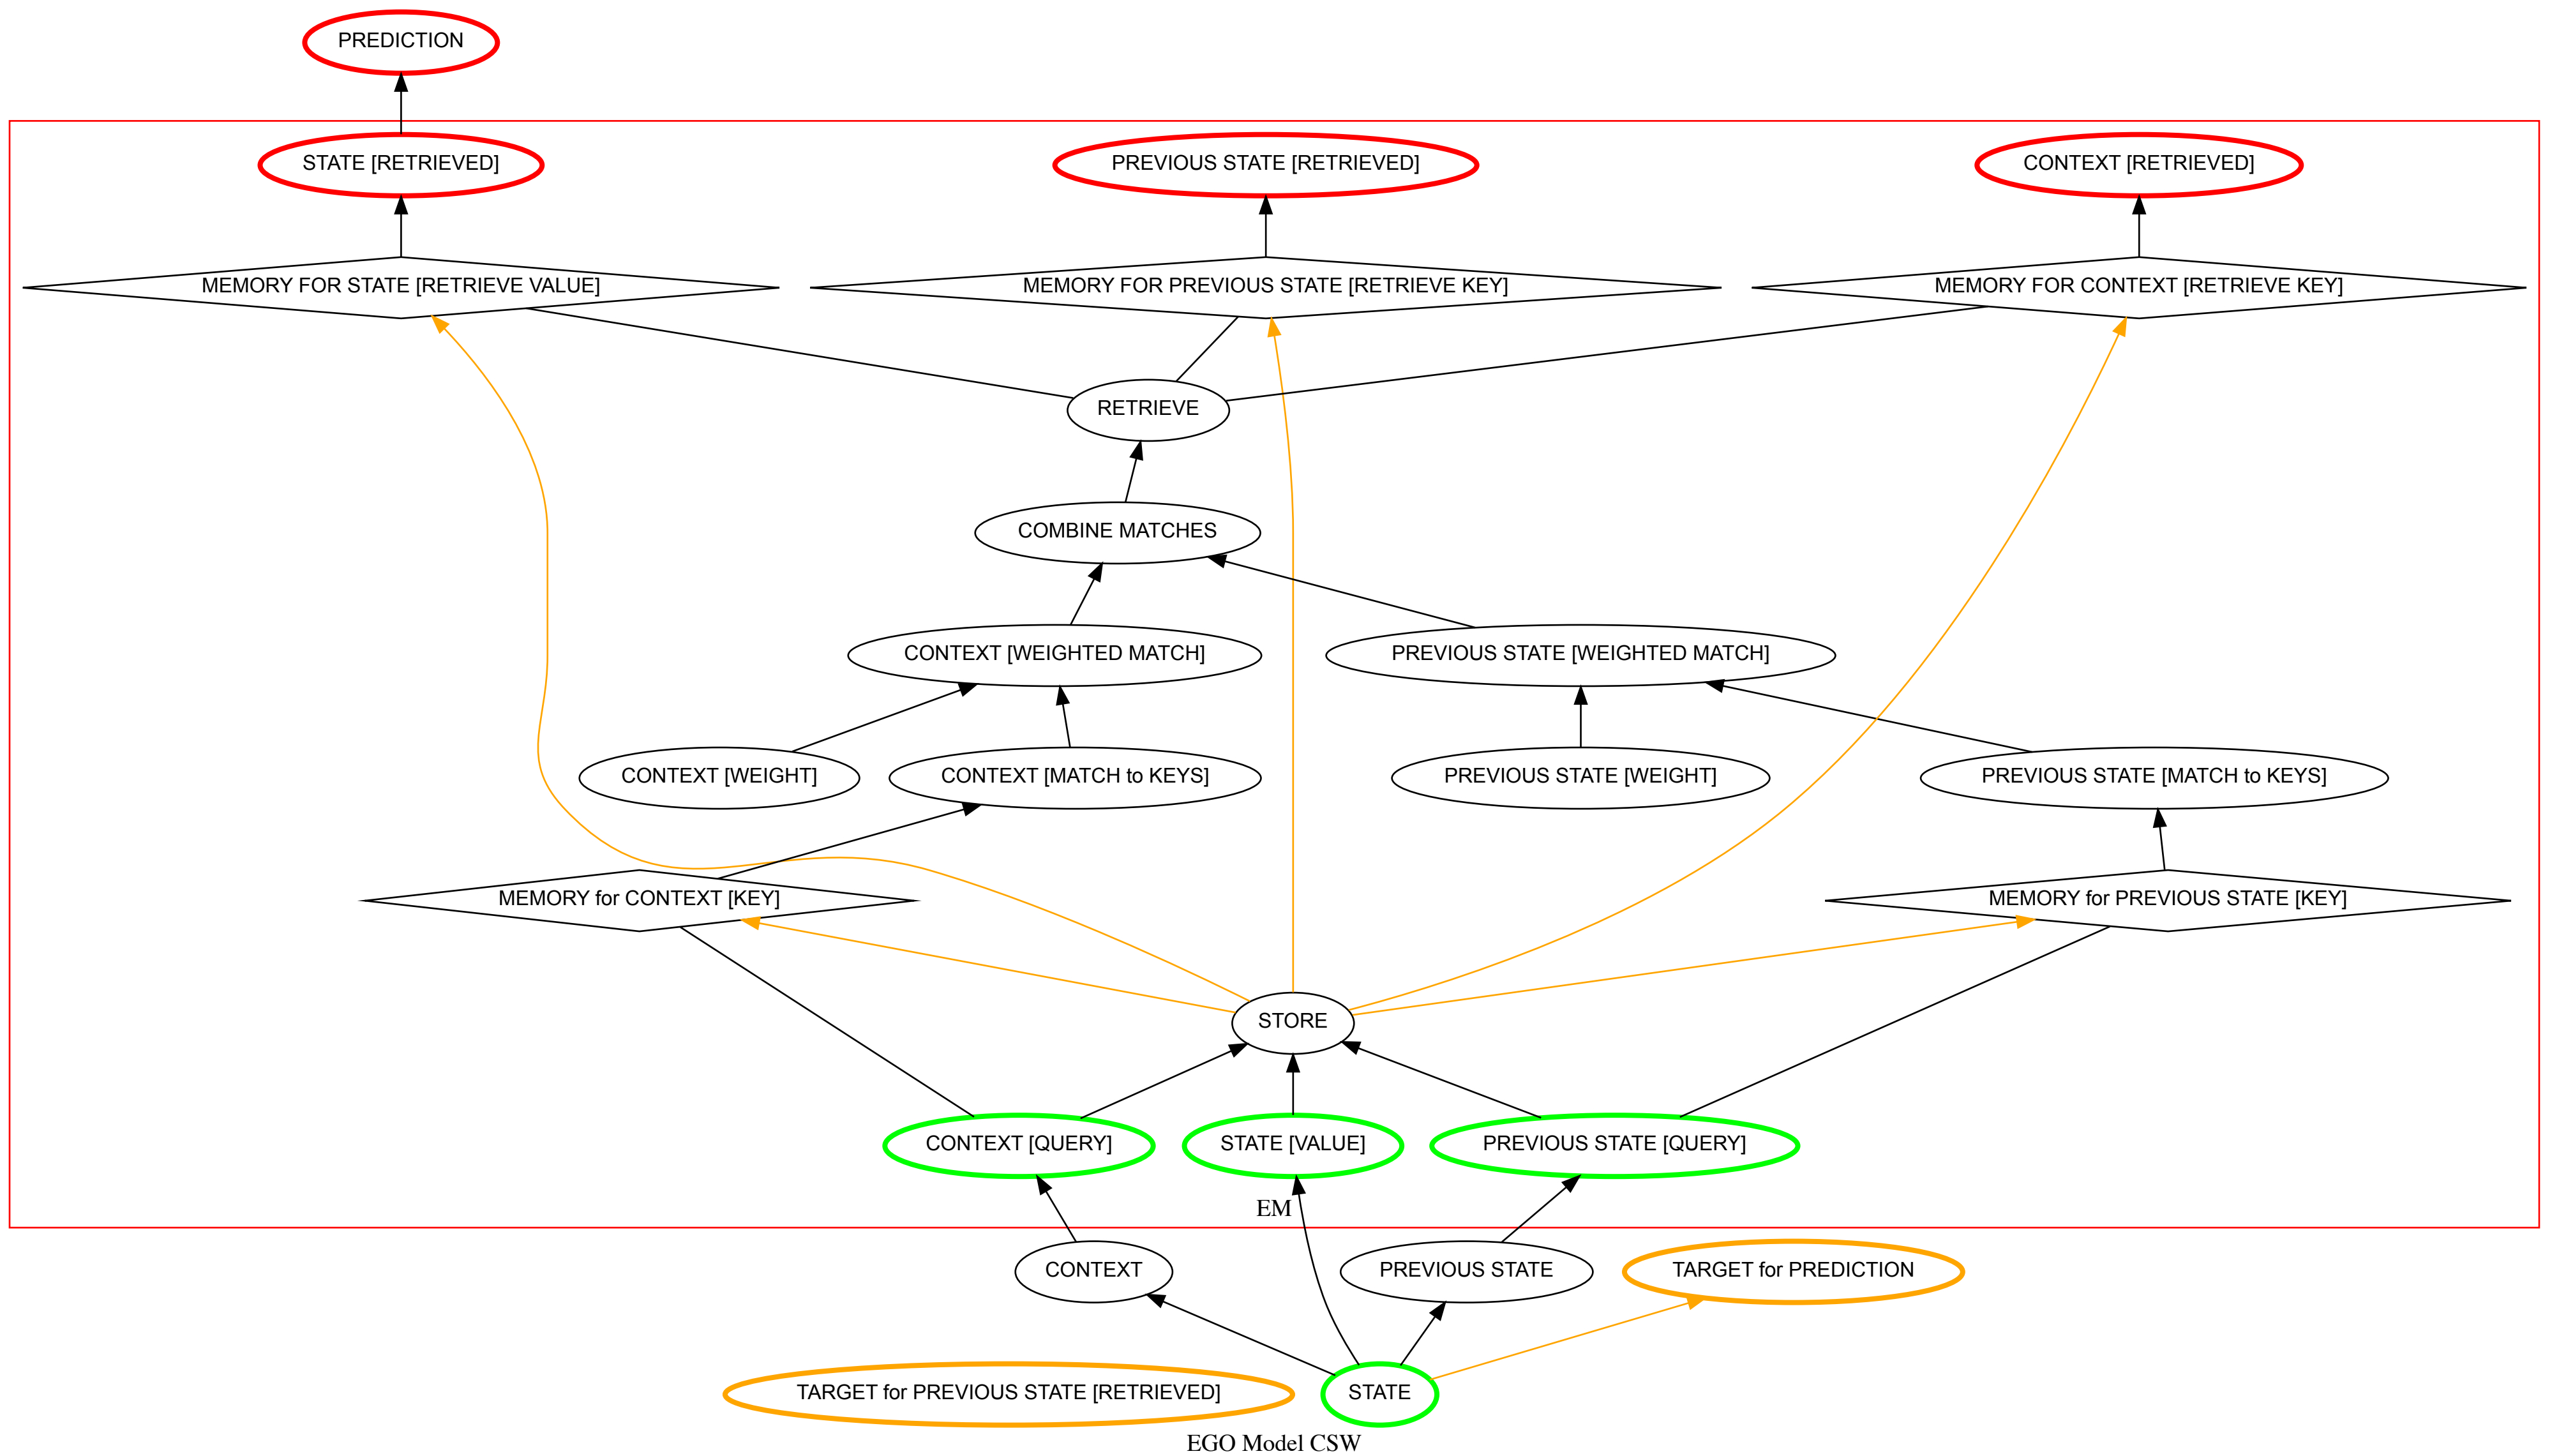 PREDICTION
STATE [RETRIEVED]
PREVIOUS STATE [RETRIEVED]
CONTEXT [RETRIEVED]
MEMORY FOR STATE [RETRIEVE VALUE]
MEMORY FOR PREVIOUS STATE [RETRIEVE KEY]
MEMORY FOR CONTEXT [RETRIEVE KEY]
RETRIEVE
COMBINE MATCHES
CONTEXT [WEIGHTED MATCH]
PREVIOUS STATE [WEIGHTED MATCH]
CONTEXT [WEIGHT]
CONTEXT [MATCH to KEYS]
PREVIOUS STATE [WEIGHT]
PREVIOUS STATE [MATCH to KEYS]
MEMORY for CONTEXT [KEY]
MEMORY for PREVIOUS STATE [KEY]
STORE
CONTEXT [QUERY]
STATE [VALUE]
PREVIOUS STATE [QUERY]
EM
CONTEXT
PREVIOUS STATE
TARGET for PREDICTION
TARGET for PREVIOUS STATE [RETRIEVED]
STATE
EGO Model CSW